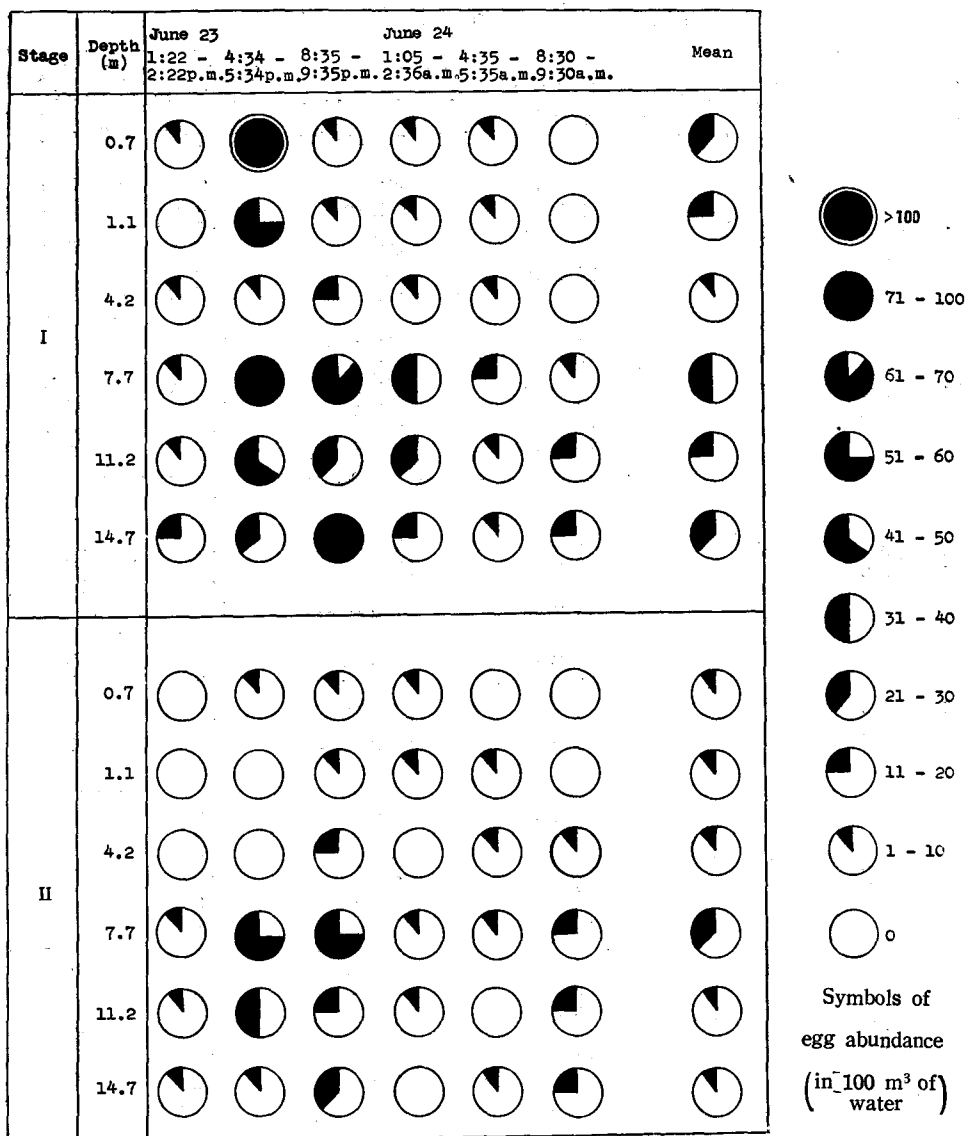 June 23 June 24
Stage Depth (m) 1:22 - 4:34 - 8:35 - 1:05 - 4:35 - 8:30 - Mean
2:22p.m. 5:34p.m. 9:35p.m. 2:36a.m. 5:35a.m. 9:30a.m.
I
0.7
1.1
4.2
7.7
11.2
14.7
II
0.7
1.1
4.2
7.7
11.2
14.7
>100
71 - 100
61 - 70
51 - 60
41 - 50
31 - 40
21 - 30
11 - 20
1 - 10
0
Symbols of
egg abundance
(in 100 m³ of
water)